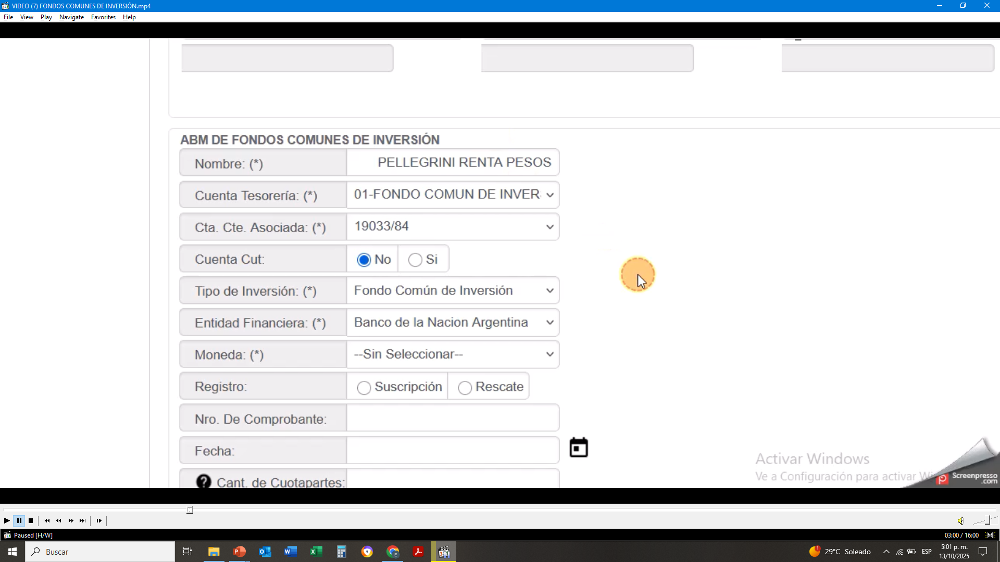 VIDEO (7) FONDOS COMUNES DE INVERSIÓN.mp4
File View Play Navigate Favorites Help
ABM DE FONDOS COMUNES DE INVERSIÓN
Nombre: (*) PELLEGRINI RENTA PESOS
Cuenta Tesorería: (*) 01-FONDO COMUN DE INVER
Cta. Cte. Asociada: (*) 19033/84
Cuenta Cut: No Si
Tipo de Inversión: (*) Fondo Común de Inversión
Entidad Financiera: (*) Banco de la Nacion Argentina
Moneda: (*) --Sin Seleccionar--
Registro: Suscripción Rescate
Nro. De Comprobante:
Fecha:
? Cant. de Cuotapartes:
Activar Windows
Ve a Configuración para activar
Screenpresso
.com
Paused [H/W]
03:00 / 16:00
Buscar
1
29°C Soleado
ESP
5:01 p. m.
13/10/2025